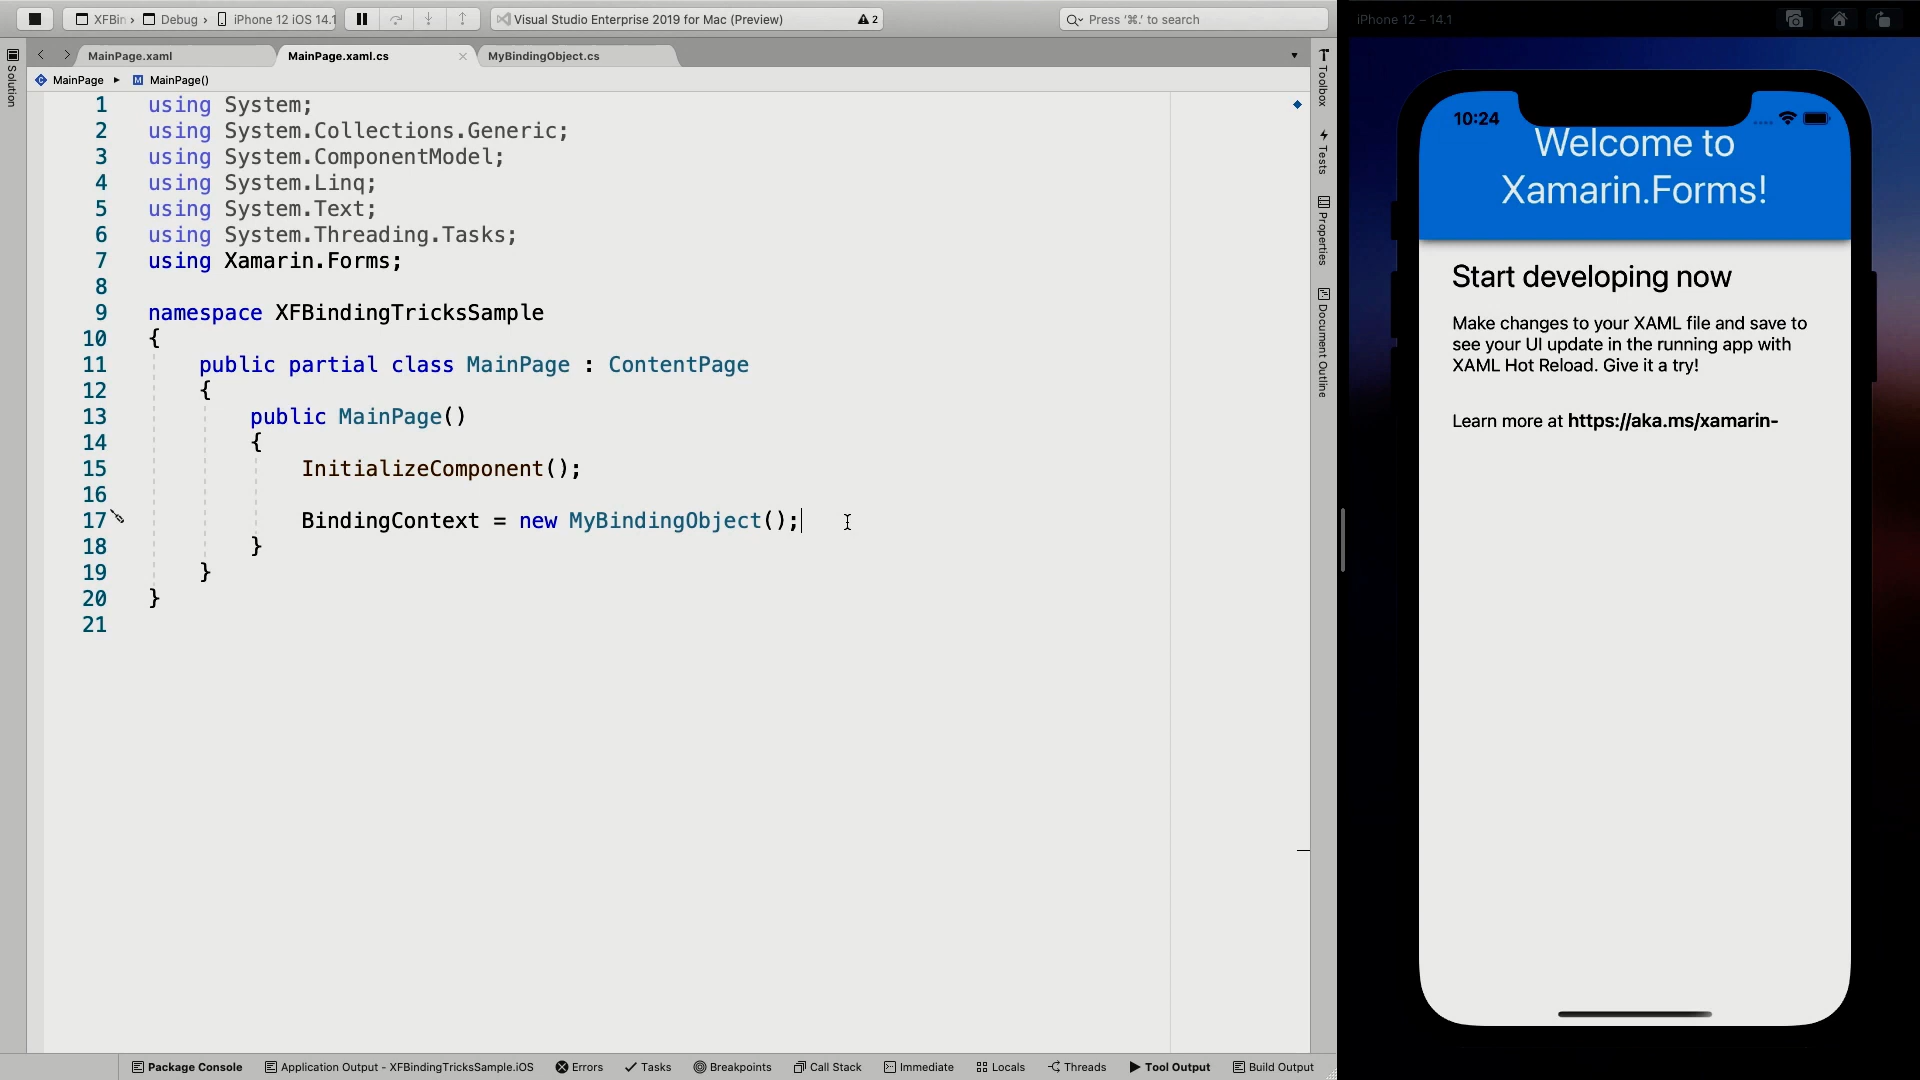 XFBin › Debug › iPhone 12 iOS 14.1
Visual Studio Enterprise 2019 for Mac (Preview)
2
Press '⌘.' to search
iPhone 12 – 14.1
Solution
MainPage.xaml
MainPage.xaml.cs
MyBindingObject.cs
MainPage ▸ M MainPage()
1 using System;
2 using System.Collections.Generic;
3 using System.ComponentModel;
4 using System.Linq;
5 using System.Text;
6 using System.Threading.Tasks;
7 using Xamarin.Forms;
8
9 namespace XFBindingTricksSample
10 {
11 public partial class MainPage : ContentPage
12 {
13 public MainPage()
14 {
15 InitializeComponent();
16
17 BindingContext = new MyBindingObject();
18 }
19 }
20 }
21
Toolbox
Tests
Properties
Document Outline
10:24
Welcome to
Xamarin.Forms!
Start developing now
Make changes to your XAML file and save to
see your UI update in the running app with
XAML Hot Reload. Give it a try!
Learn more at https://aka.ms/xamarin-
Package Console
Application Output - XFBindingTricksSample.iOS
Errors
Tasks
Breakpoints
Call Stack
Immediate
Locals
Threads
Tool Output
Build Output